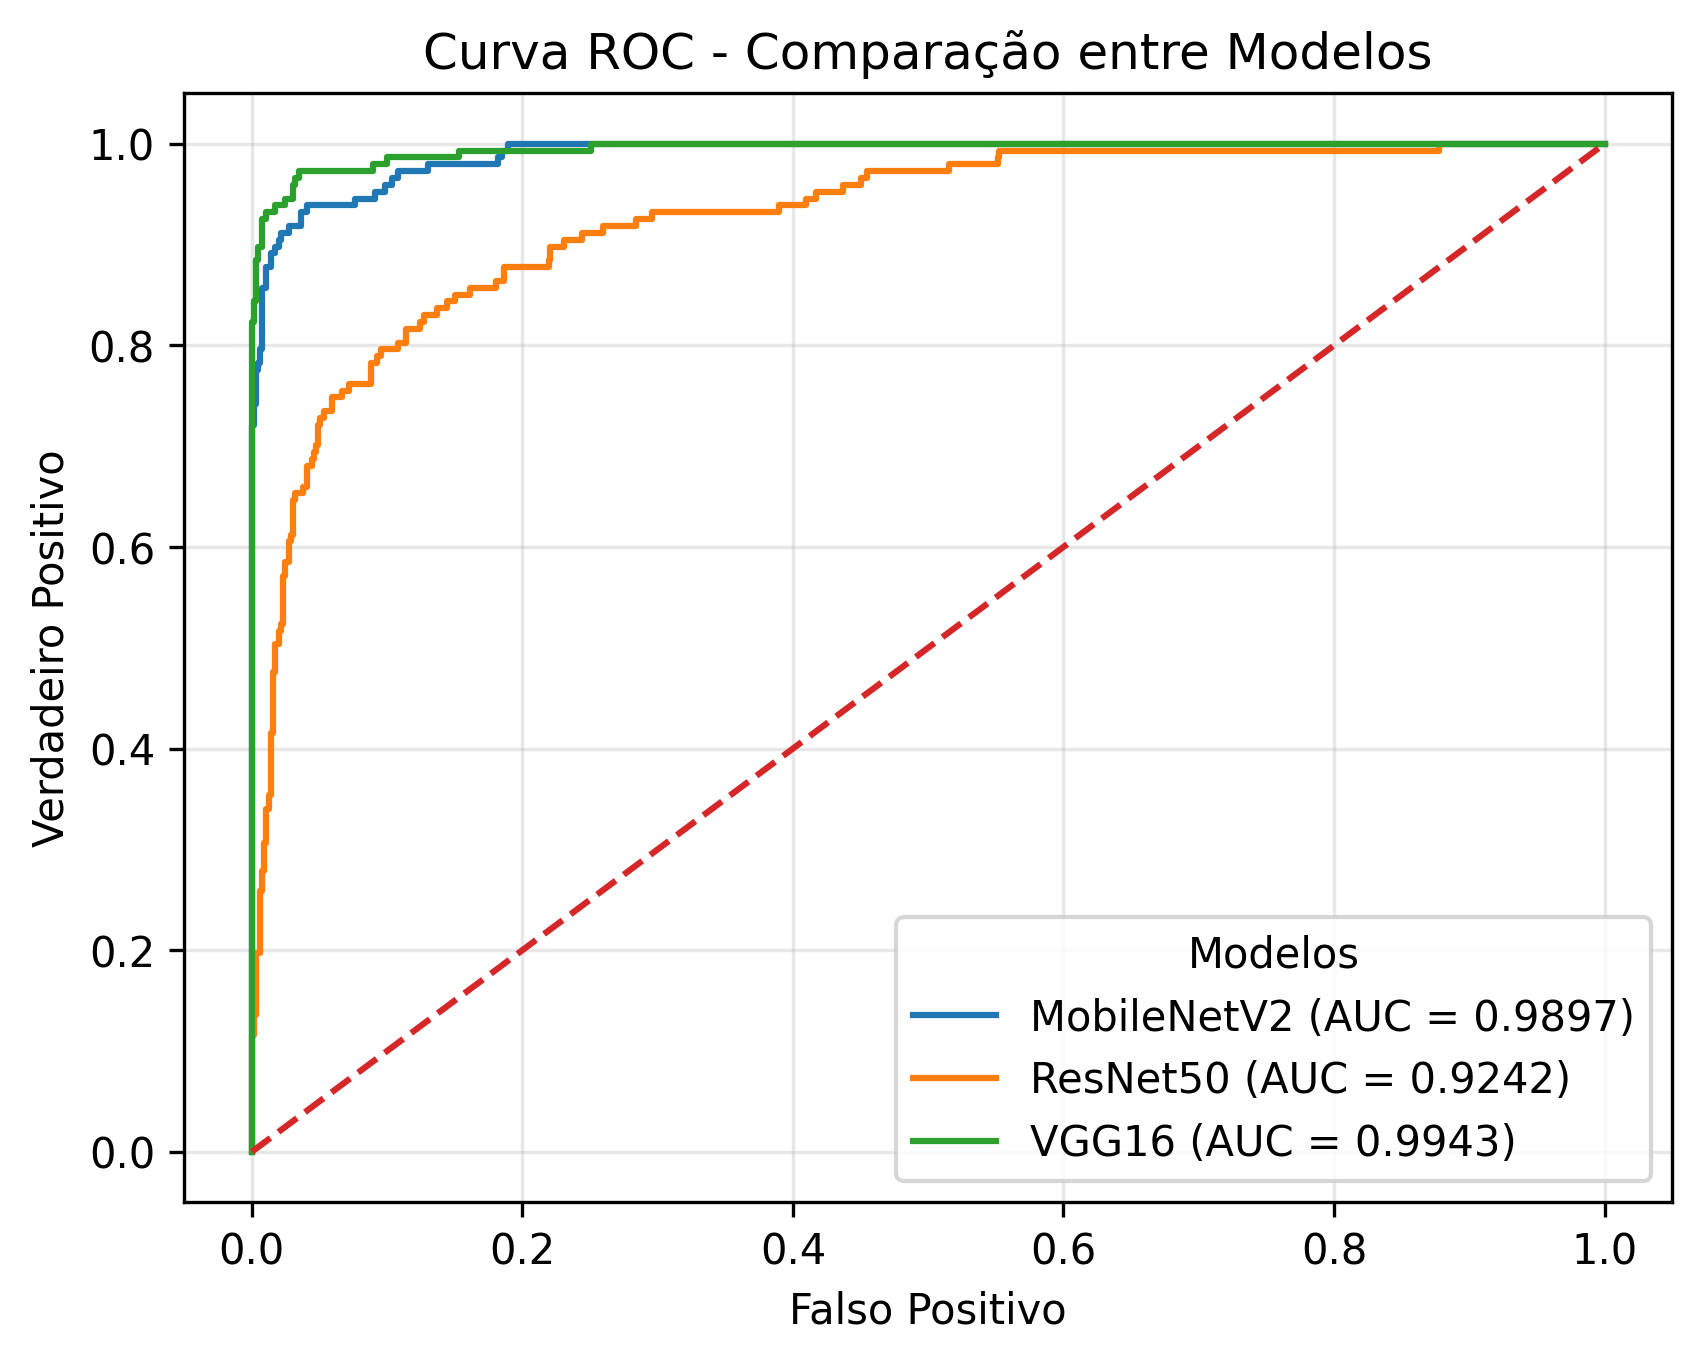 Curva ROC - Comparação entre Modelos
1.0
0.8
0.6
0.4
0.2
0.0
Verdadeiro Positivo
Modelos
MobileNetV2 (AUC = 0.9897)
ResNet50 (AUC = 0.9242)
VGG16 (AUC = 0.9943)
0.0 0.2 0.4 0.6 0.8 1.0
Falso Positivo